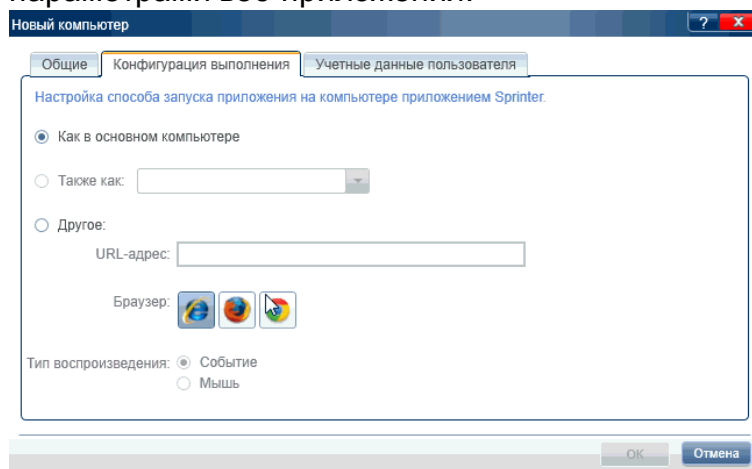 параметрами веб-приложения.
Новый компьютер
?
X
Общие
Конфигурация выполнения
Учетные данные пользователя
Настройка способа запуска приложения на компьютере приложением Sprinter.
Как в основном компьютере
Также как:
Другое:
URL-адрес:
Браузер:
Тип воспроизведения:
Событие
Мышь
OK
Отмена